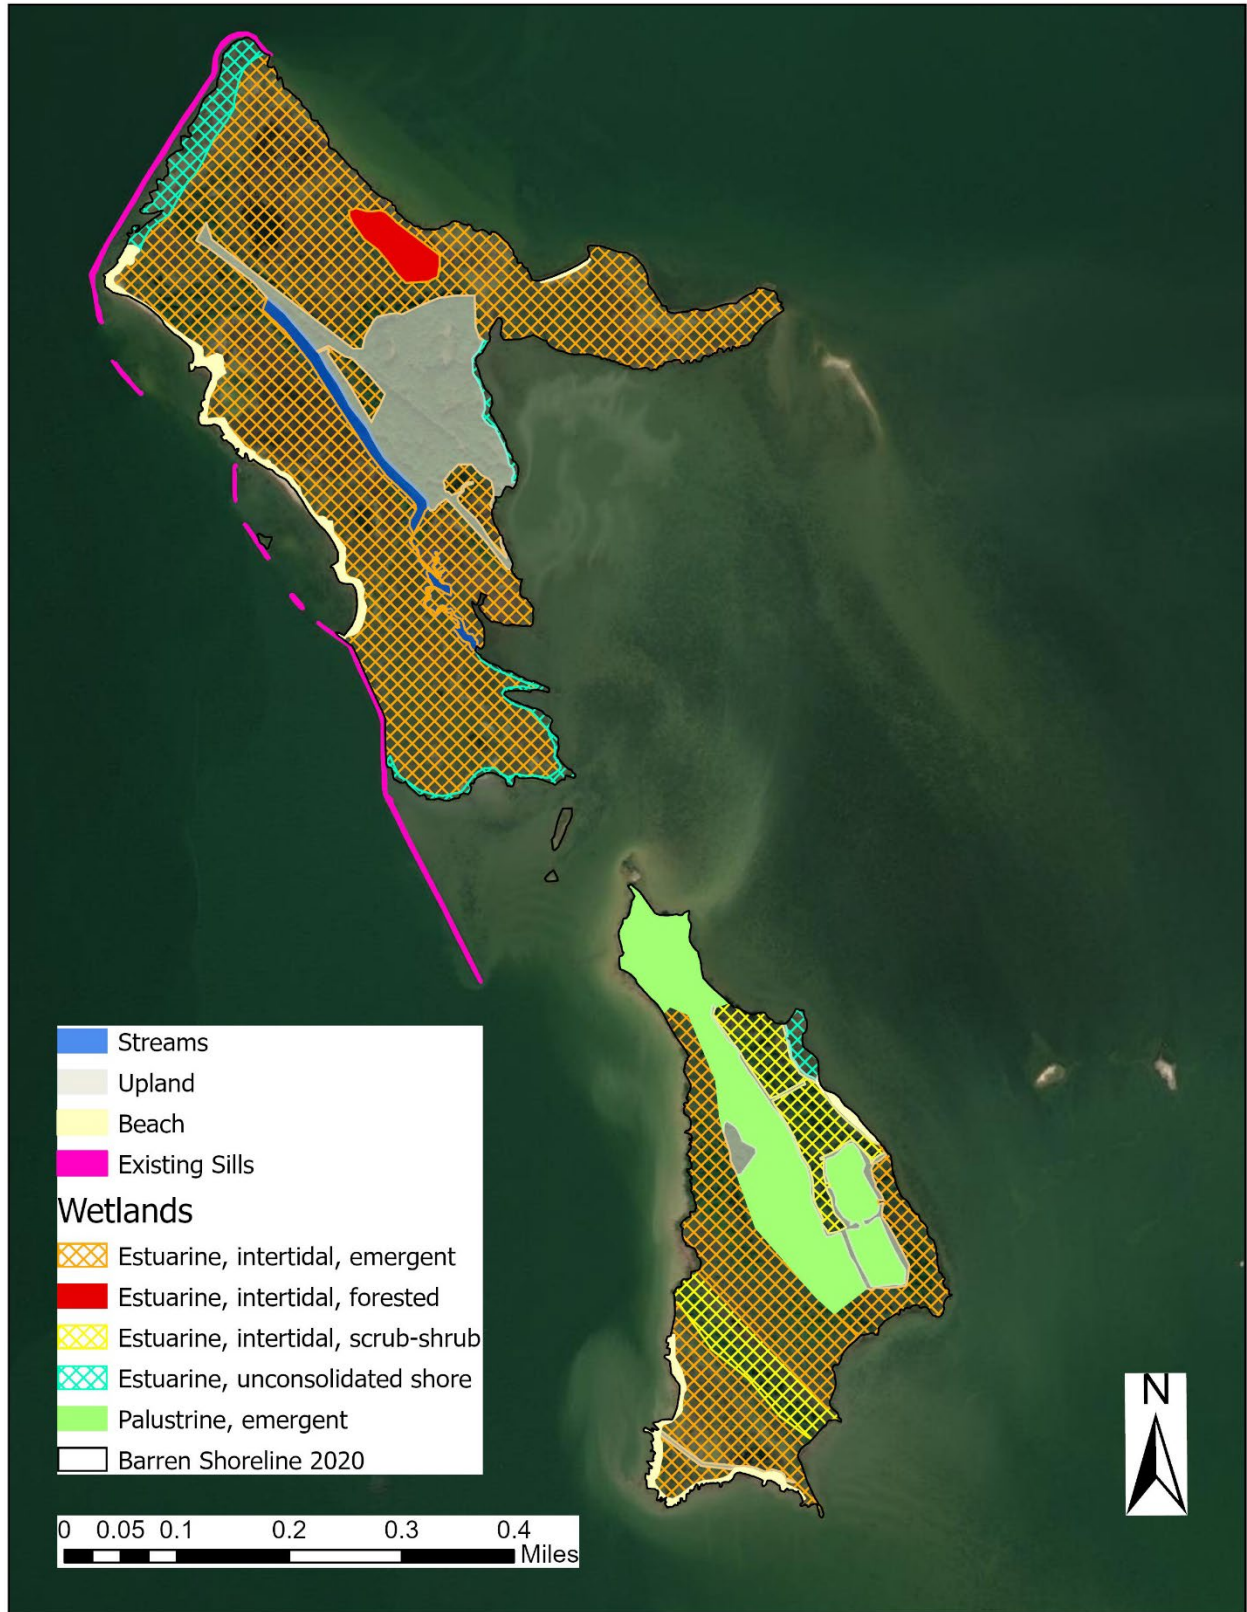 Streams
Upland
Beach
Existing Sills
Wetlands
Estuarine, intertidal, emergent
Estuarine, intertidal, forested
Estuarine, intertidal, scrub-shrub
Estuarine, unconsolidated shore
Palustrine, emergent
Barren Shoreline 2020
N
0 0.05 0.1 0.2 0.3 0.4
Miles